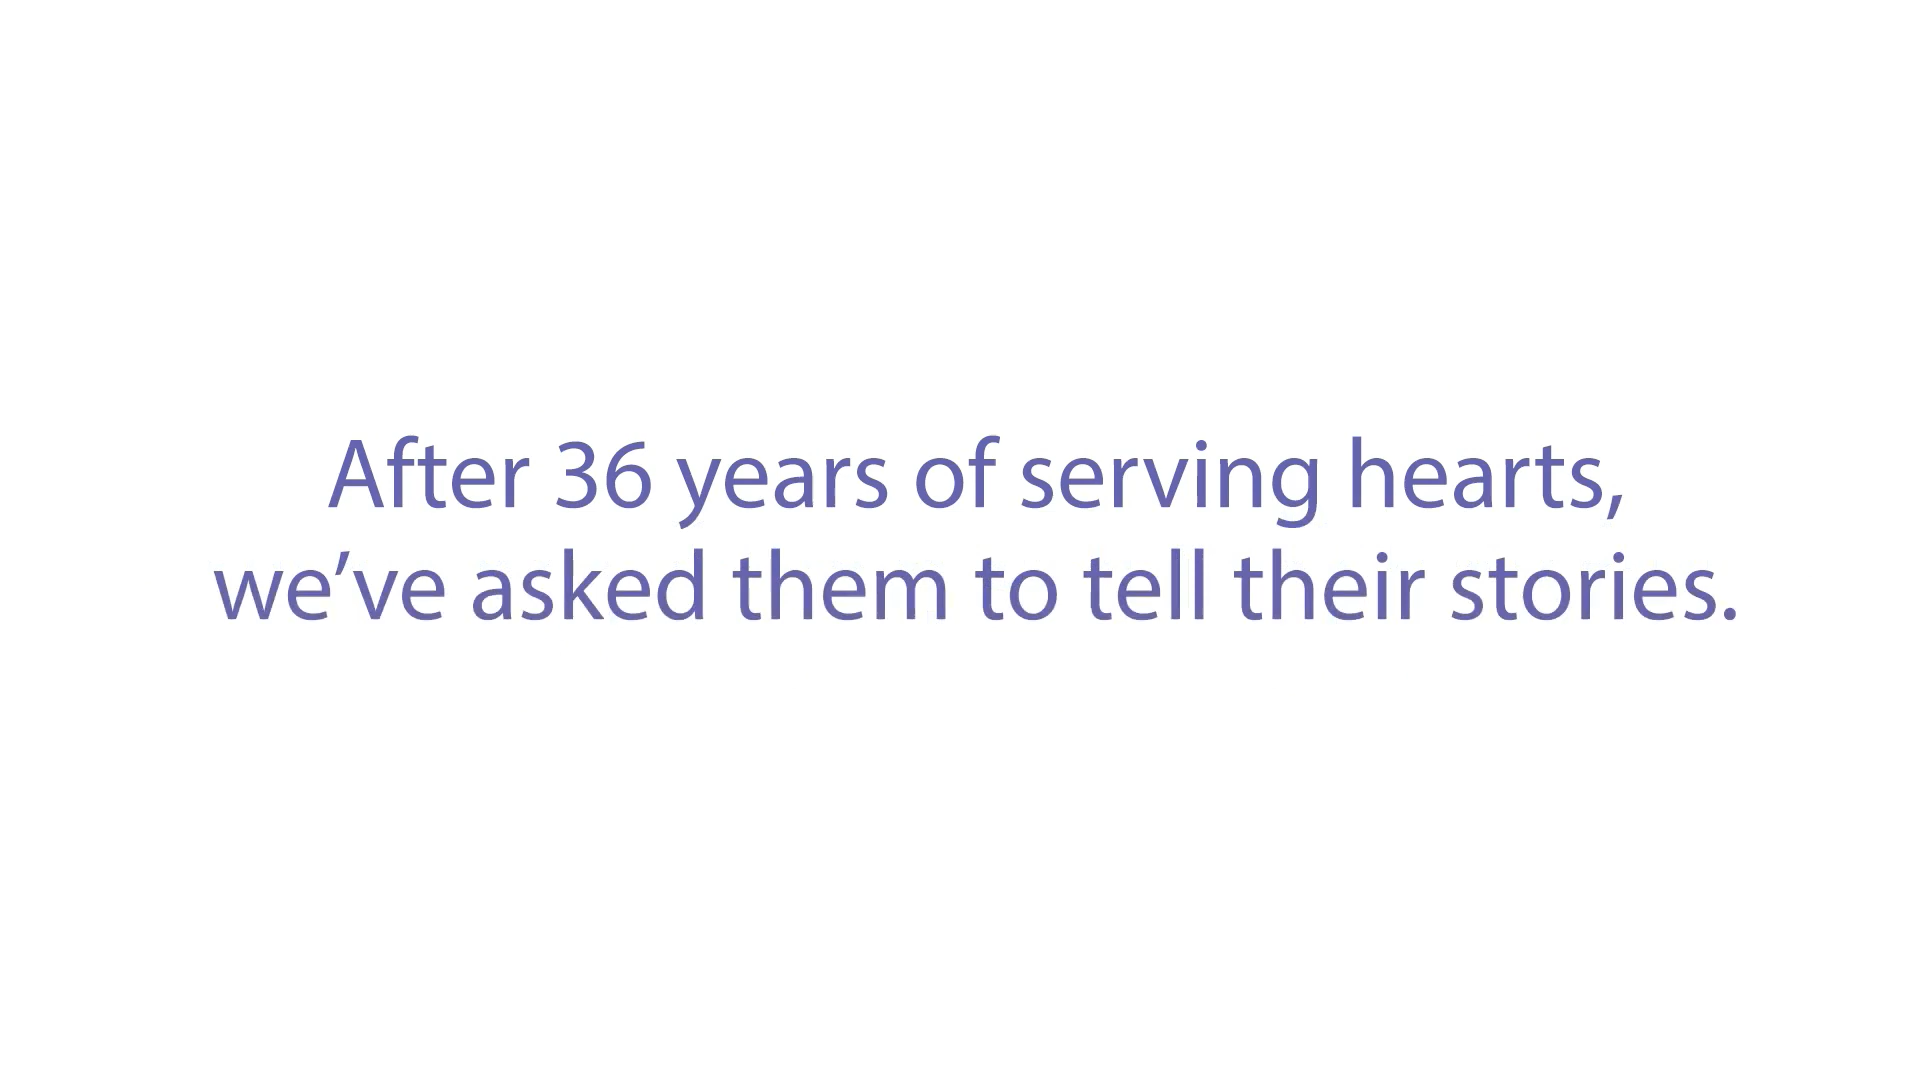 After 36 years of serving hearts,
we’ve asked them to tell their stories.